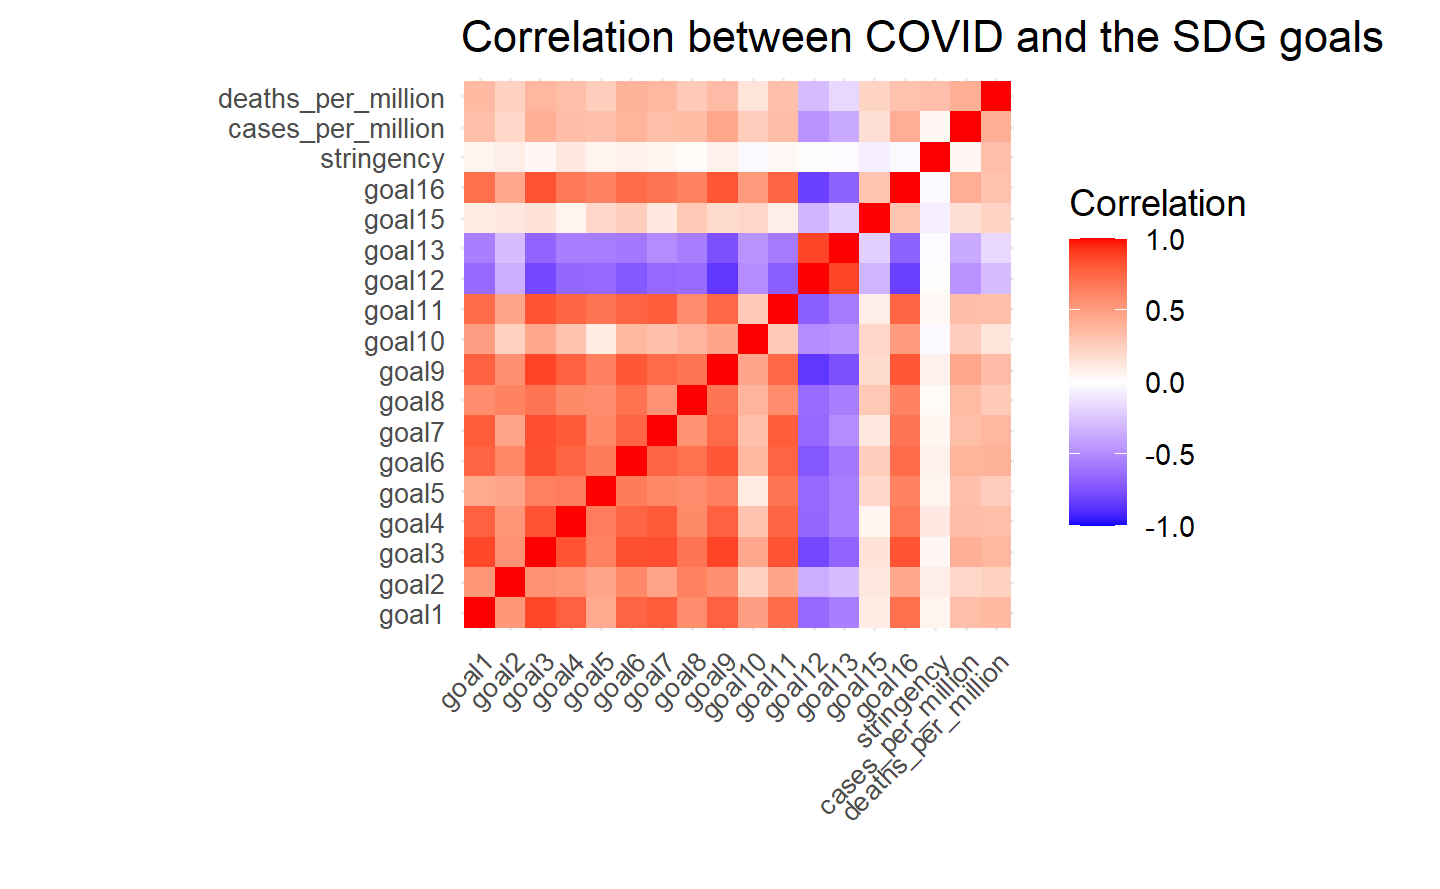 Correlation between COVID and the SDG goals
deaths_per_million
cases_per_million
stringency
goal16
goal15
goal13
goal12
goal11
goal10
goal9
goal8
goal7
goal6
goal5
goal4
goal3
goal2
goal1
goal1
goal2
goal3
goal4
goal5
goal6
goal7
goal8
goal9
goal10
goal11
goal12
goal13
goal15
goal16
stringency
cases_per_million
deaths_per_million
Correlation
1.0
0.5
0.0
-0.5
-1.0